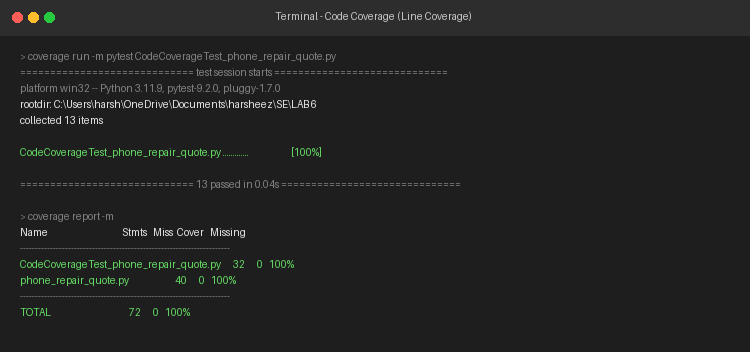 Terminal - Code Coverage (Line Coverage)
> coverage run -m pytest CodeCoverageTest_phone_repair_quote.py
============================= test session starts =============================
platform win32 -- Python 3.11.9, pytest-9.2.0, pluggy-1.7.0
rootdir: C:\Users\harsh\OneDrive\Documents\harsheez\SE\LAB6
collected 13 items
CodeCoverageTest_phone_repair_quote.py ............. [100%]
============================= 13 passed in 0.04s ==============================
> coverage report -m
Name Stmts Miss Cover Missing
----------------------------------------------------------------------
CodeCoverageTest_phone_repair_quote.py 32 0 100%
phone_repair_quote.py 40 0 100%
----------------------------------------------------------------------
TOTAL 72 0 100%